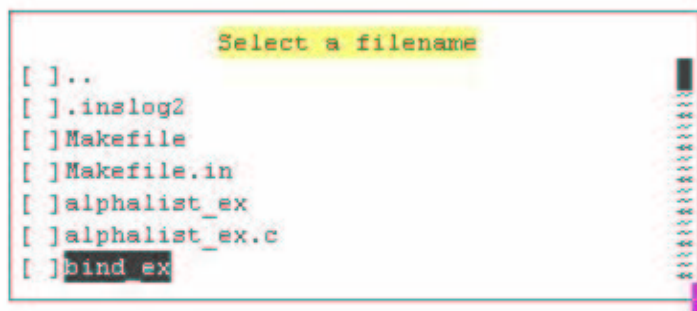 Select a filename
[ ]..
[ ].inslog2
[ ]Makefile
[ ]Makefile.in
[ ]alphalist_ex
[ ]alphalist_ex.c
[ ]bind_ex